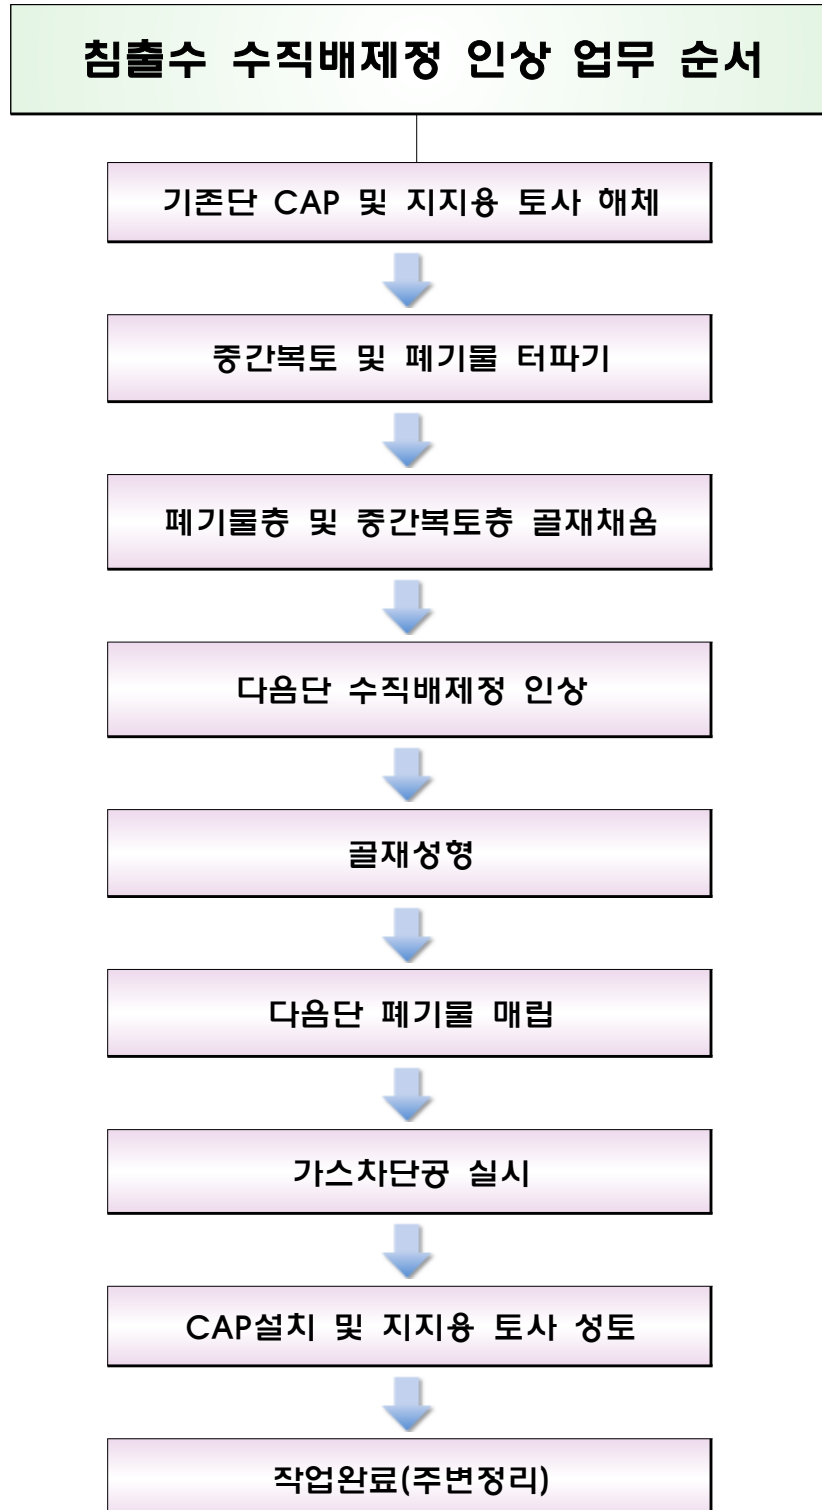 침출수 수직배제정 인상 업무 순서
기존단 CAP 및 지지용 토사 해체
중간복토 및 폐기물 터파기
폐기물층 및 중간복토층 골재채움
다음단 수직배제정 인상
골재성형
다음단 폐기물 매립
가스차단공 실시
CAP설치 및 지지용 토사 성토
작업완료(주변정리)